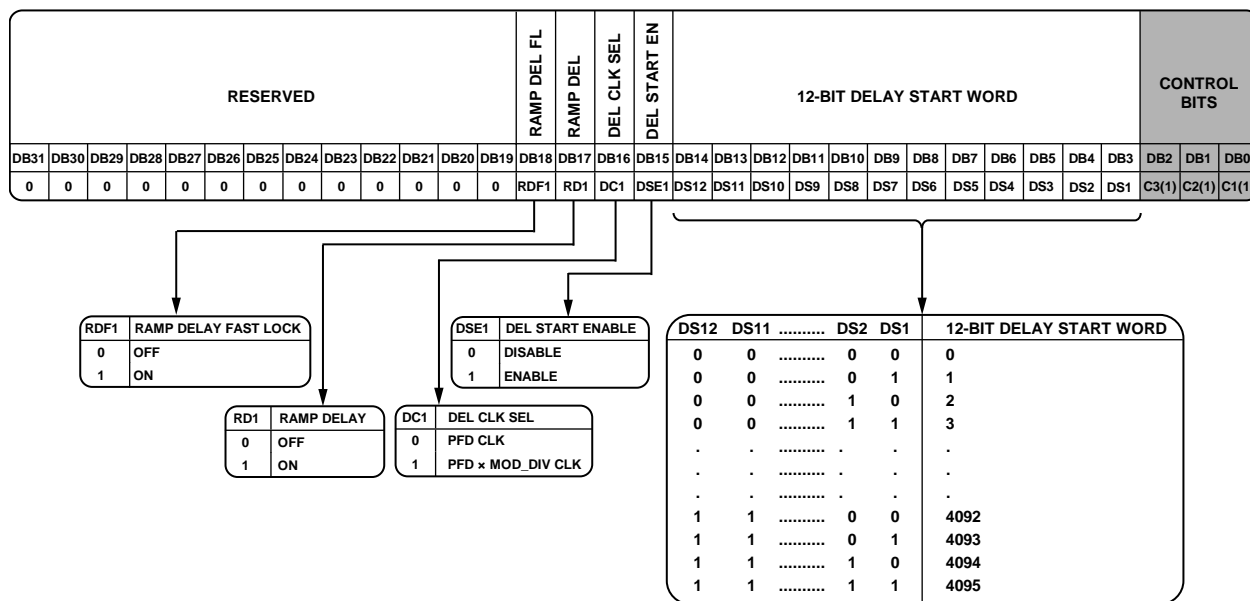 RESERVED
RAMP DEL FL
RAMP DEL
DEL CLK SEL
DEL START EN
12-BIT DELAY START WORD
CONTROL
BITS
DB31 DB30 DB29 DB28 DB27 DB26 DB25 DB24 DB23 DB22 DB21 DB20 DB19 DB18 DB17 DB16 DB15 DB14 DB13 DB12 DB11 DB10 DB9 DB8 DB7 DB6 DB5 DB4 DB3 DB2 DB1 DB0
0 0 0 0 0 0 0 0 0 0 0 0 0 RDF1 RD1 DC1 DSE1 DS12 DS11 DS10 DS9 DS8 DS7 DS6 DS5 DS4 DS3 DS2 DS1 C3(1) C2(1) C1(1
RDF1 RAMP DELAY FAST LOCK
0 OFF
1 ON
DSE1 DEL START ENABLE
0 DISABLE
1 ENABLE
RD1 RAMP DELAY
0 OFF
1 ON
DC1 DEL CLK SEL
0 PFD CLK
1 PFD × MOD_DIV CLK
DS12 DS11 .......... DS2 DS1 12-BIT DELAY START WORD
0 0 .......... 0 0 0
0 0 .......... 0 1 1
0 0 .......... 1 0 2
0 0 .......... 1 1 3
. . .......... . . .
. . .......... . . .
. . .......... . . .
1 1 .......... 0 0 4092
1 1 .......... 0 1 4093
1 1 .......... 1 0 4094
1 1 .......... 1 1 4095